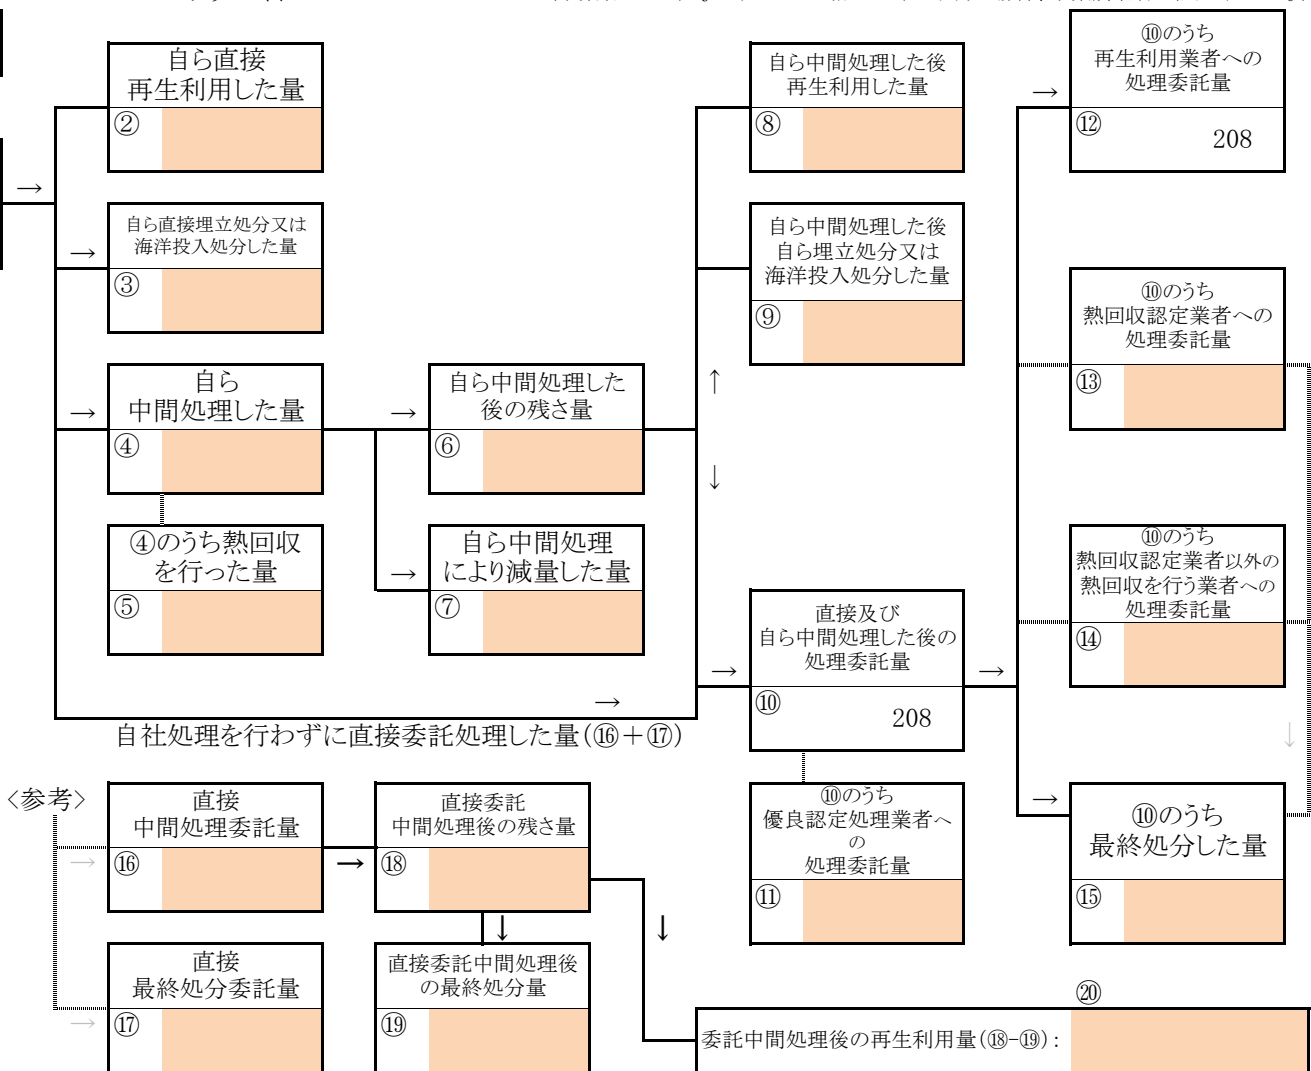 自ら直接
再生利用した量
②
自ら直接埋立処分又は
海洋投入処分した量
③
自ら
中間処理した量
④
④のうち熱回収
を行った量
⑤
自ら中間処理した
後の残さ量
⑥
自ら中間処理
により減量した量
⑦
自ら中間処理した後
再生利用した量
⑧
自ら中間処理した後
自ら埋立処分又は
海洋投入処分した量
⑨
直接及び
自ら中間処理した後の
処理委託量
⑩
208
⑩のうち
優良認定処理業者へ
の
処理委託量
⑪
⑩のうち
再生利用業者への
処理委託量
⑫
208
⑩のうち
熱回収認定業者への
処理委託量
⑬
⑩のうち
熱回収認定業者以外の
熱回収を行う業者への
処理委託量
⑭
⑩のうち
最終処分した量
⑮
自社処理を行わずに直接委託処理した量(⑯+⑰)
〈参考〉
直接
中間処理委託量
⑯
直接
最終処分委託量
⑰
直接委託
中間処理後の残さ量
⑱
直接委託中間処理後
の最終処分量
⑲
⑳
委託中間処理後の再生利用量(⑱-⑲):